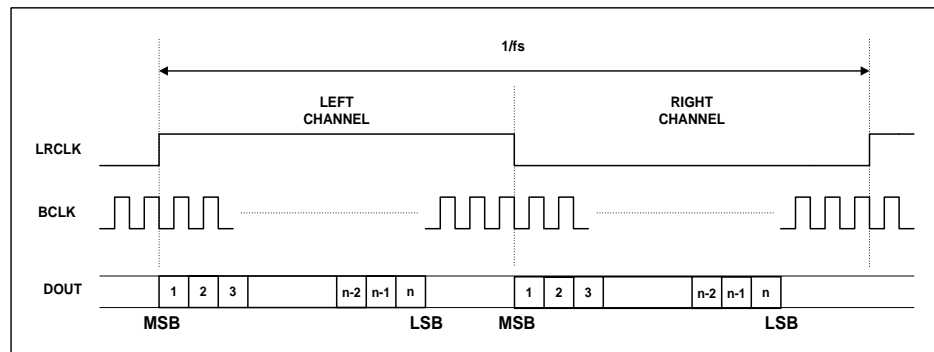 1/fs
LEFT
CHANNEL
RIGHT
CHANNEL
LRCLK
BCLK
DOUT
1 2 3 n-2 n-1 n 1 2 3 n-2 n-1 n
MSB LSB MSB LSB